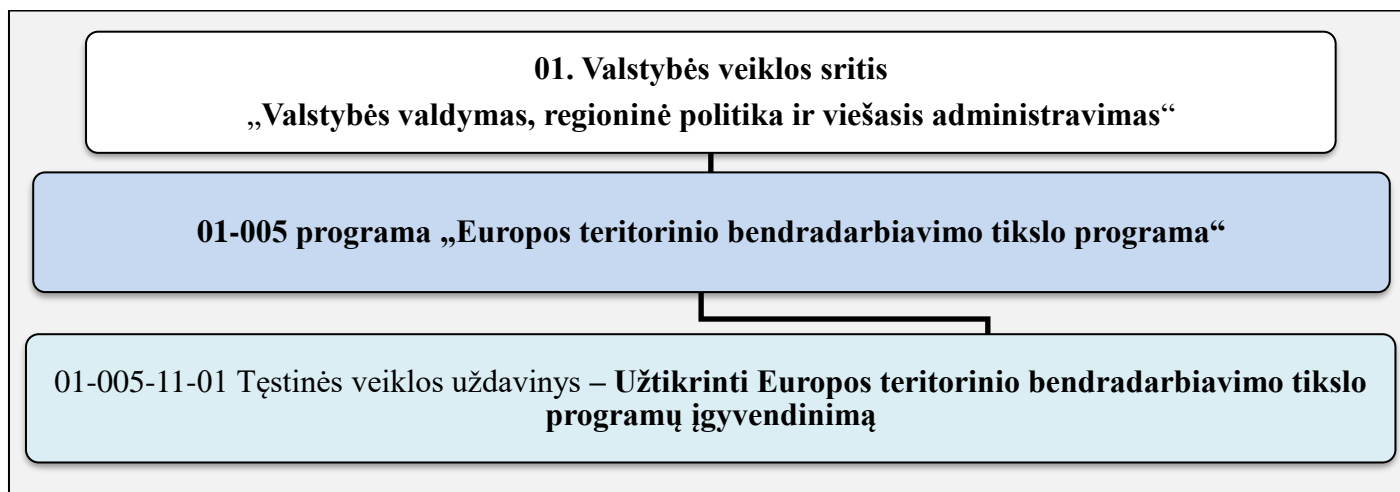 01. Valstybės veiklos sritis
„Valstybės valdymas, regioninė politika ir viešasis administravimas“
01-005 programa „Europos teritorinio bendradarbiavimo tikslo programa“
01-005-11-01 Tęstinės veiklos uždavinys – Užtikrinti Europos teritorinio bendradarbiavimo tikslo
programų įgyvendinimą